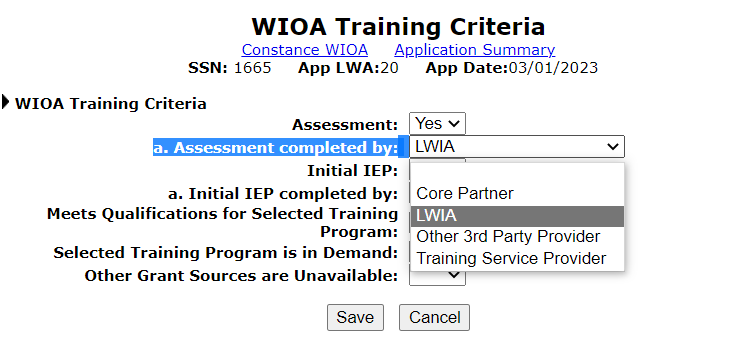 WIOA Training Criteria
Constance WIOA Application Summary
SSN: 1665 App LWA:20 App Date:03/01/2023
WIOA Training Criteria
Assessment: Yes
a. Assessment completed by: LWIA
Initial IEP:
a. Initial IEP completed by: Core Partner
LWIA
Meets Qualifications for Selected Training
Program: Other 3rd Party Provider
Selected Training Program is in Demand: Training Service Provider
Other Grant Sources are Unavailable:
Save Cancel